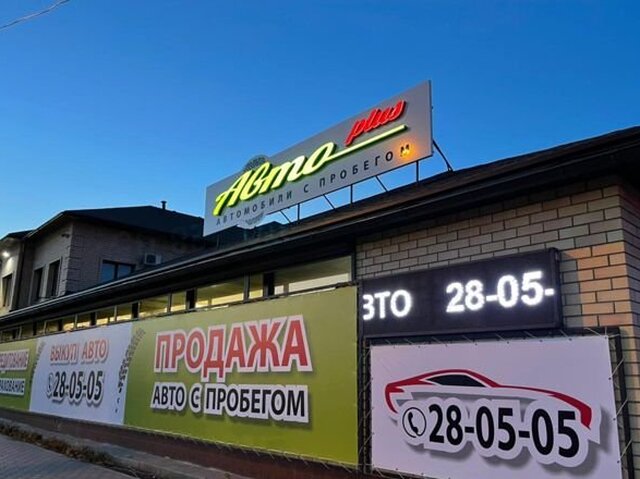 Авто plus
АВТОМОБИЛИ С ПРОБЕГОМ
ВТО 28-05-
ВЫКУП АВТО
28-05-05
ПРОДАЖА
АВТО С ПРОБЕГОМ
28-05-05